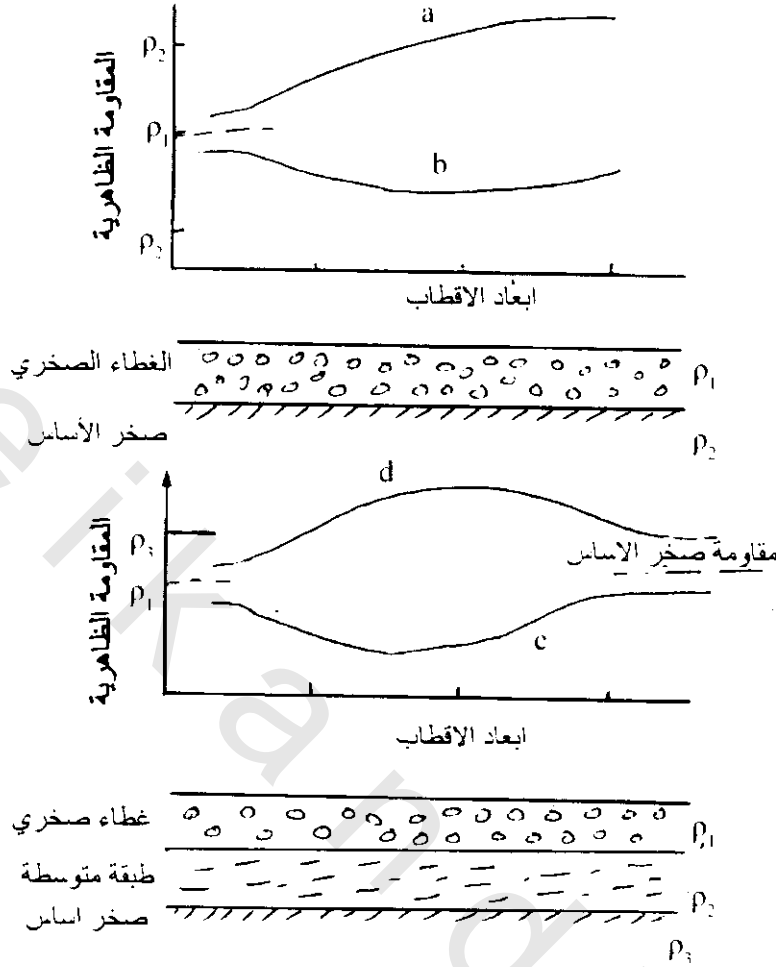 a
ρ2
المقاومة الظاهرية
ρ1
b
ρ2
ابعاد الاقطاب
الغطاء الصخري
ρ1
صخر الأساس
ρ2
d
المقاومة الظاهرية
ρ3
مقاومة صخر الاساس
ρ1
c
ابعاد الاقطاب
غطاء صخري
ρ1
طبقة متوسطة
ρ2
صخر اساس
ρ3